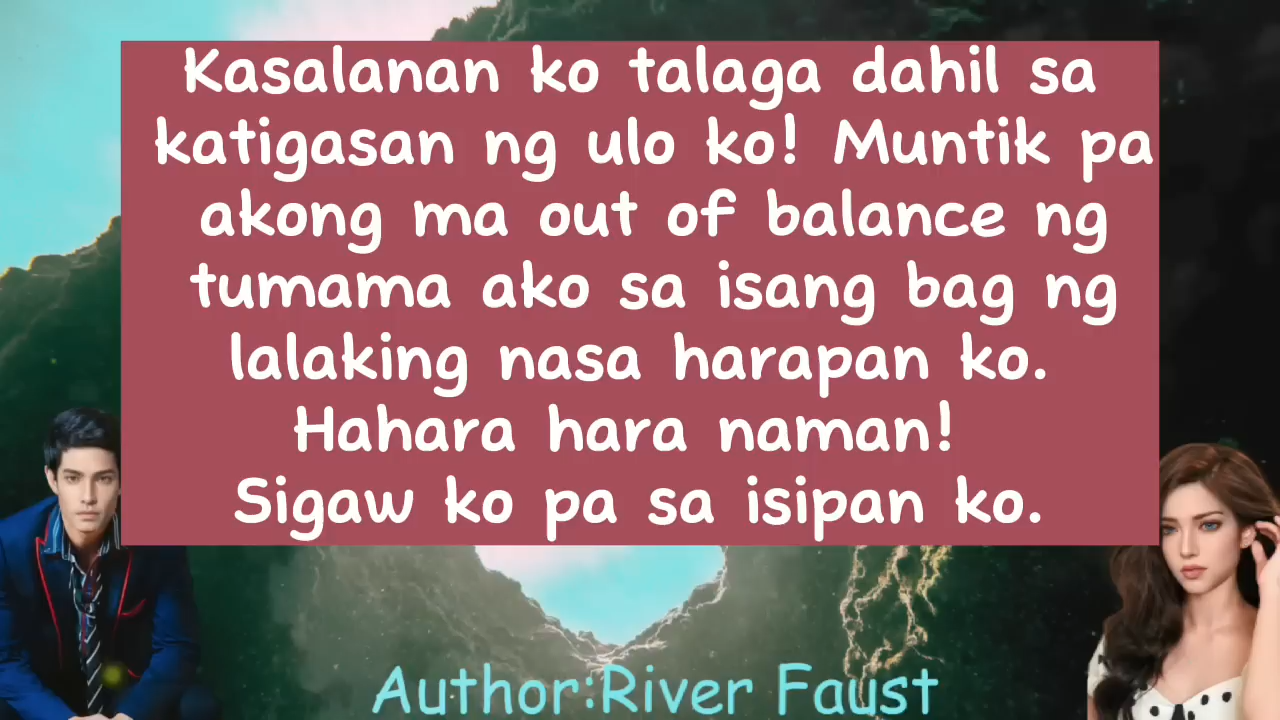 Kasalanan ko talaga dahil sa
katigasan ng ulo ko! Muntik pa
akong ma out of balance ng
tumama ako sa isang bag ng
lalaking nasa harapan ko.
Hahara hara naman!
Sigaw ko pa sa isipan ko.
Author:River Faust